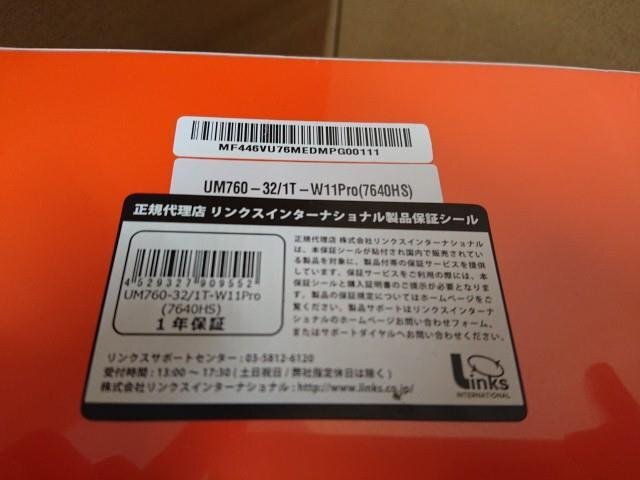 MF446VU76MEDMPG00111
UM760-32/1T-W11Pro(7640HS)
正規代理店 リンクスインターナショナル製品保証シール
4 529327 909552
UM760-32/1T-W11Pro
(7640HS)
1年保証
正規代理店 株式会社リンクスインターナショナル
は、本保証シールが貼付され国内で販売されてい
る製品を対象に、製品付帯の保証サービスを提供
しています。保証サービスをご利用の際には、本
保証シールと購入証明書のご提示が必要となりま
す。製品の保証規定についてはホームページをご
覧ください。製品サポートはリンクスインターナ
ショナルのホームページお問い合わせフォーム、
またはサポートダイヤルへお問い合わせください。
リンクスサポートセンター:03-5812-6120
受付時間:13:00～17:30(土日祝日/弊社指定休日は除く)
株式会社リンクスインターナショナル:http://www.links.co.jp/
Links
INTERNATIONAL